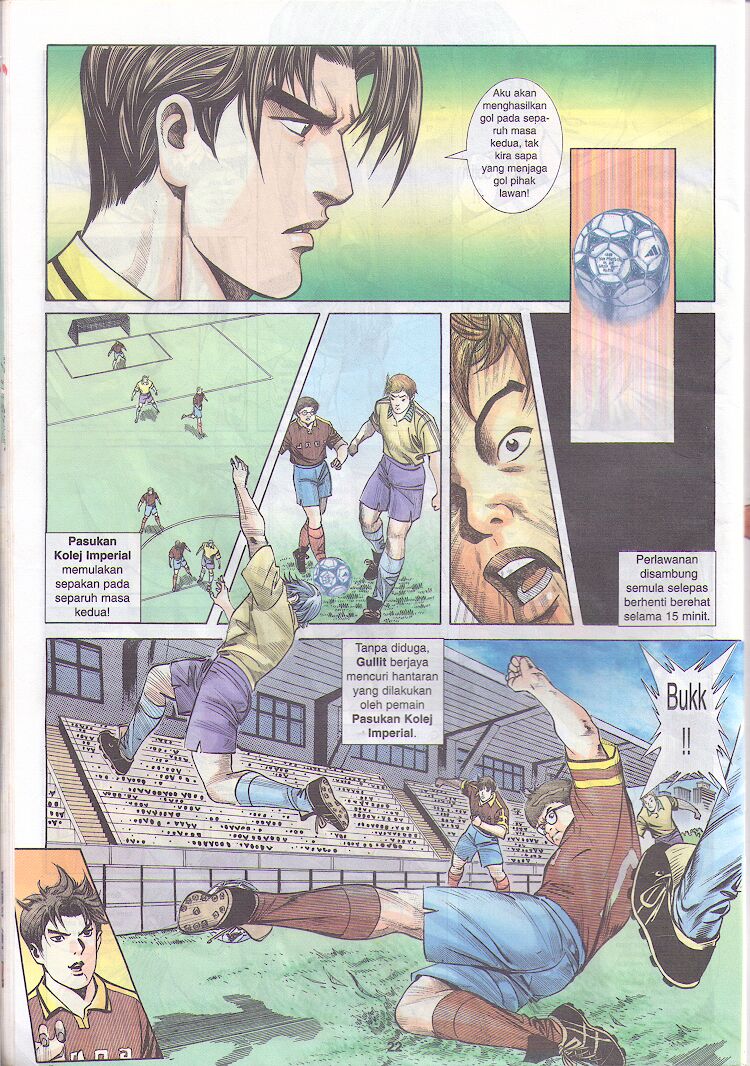 Aku akan
menghasilkan
gol pada sepa-
ruh masa
kedua, tak
kira sapa
yang menjaga
gol pihak
lawan!
Pasukan
Kolej Imperial
memulakan
sepakan pada
separuh masa
kedua!
Perlawanan
disambung
semula selepas
berhenti berehat
selama 15 minit.
Tanpa diduga,
Gullit berjaya
mencuri hantaran
yang dilakukan
oleh pemain
Pasukan Kolej
Imperial.
Bukk
!!
22